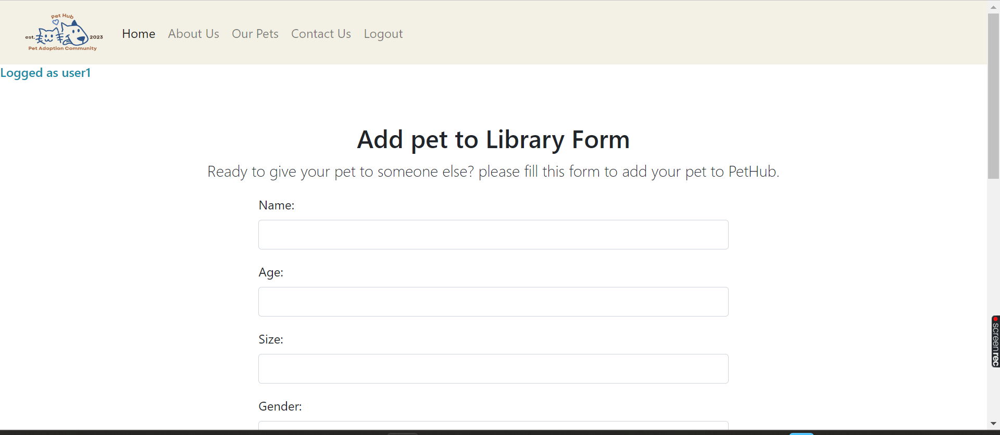 Pet Hub
est. 2023
Pet Adoption Community
Home About Us Our Pets Contact Us Logout
Logged as user1
Add pet to Library Form
Ready to give your pet to someone else? please fill this form to add your pet to PetHub.
Name:
Age:
Size:
Gender:
screenrec